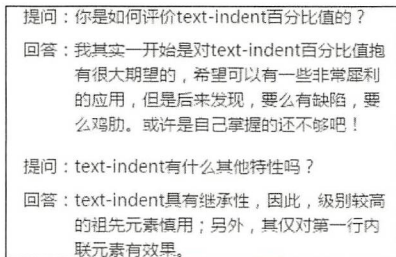 提问：你是如何评价text-indent百分比值的？
回答：我其实一开始是对text-indent百分比值抱
有很大期望的，希望可以有一些非常犀利
的应用，但是后来发现，要么有缺陷，要
么鸡肋。或许是自己掌握的还不够吧！
提问：text-indent有什么其他特性吗？
回答：text-indent具有继承性，因此，级别较高
的祖先元素慎用；另外，其仅对第一行内
联元素有效果。